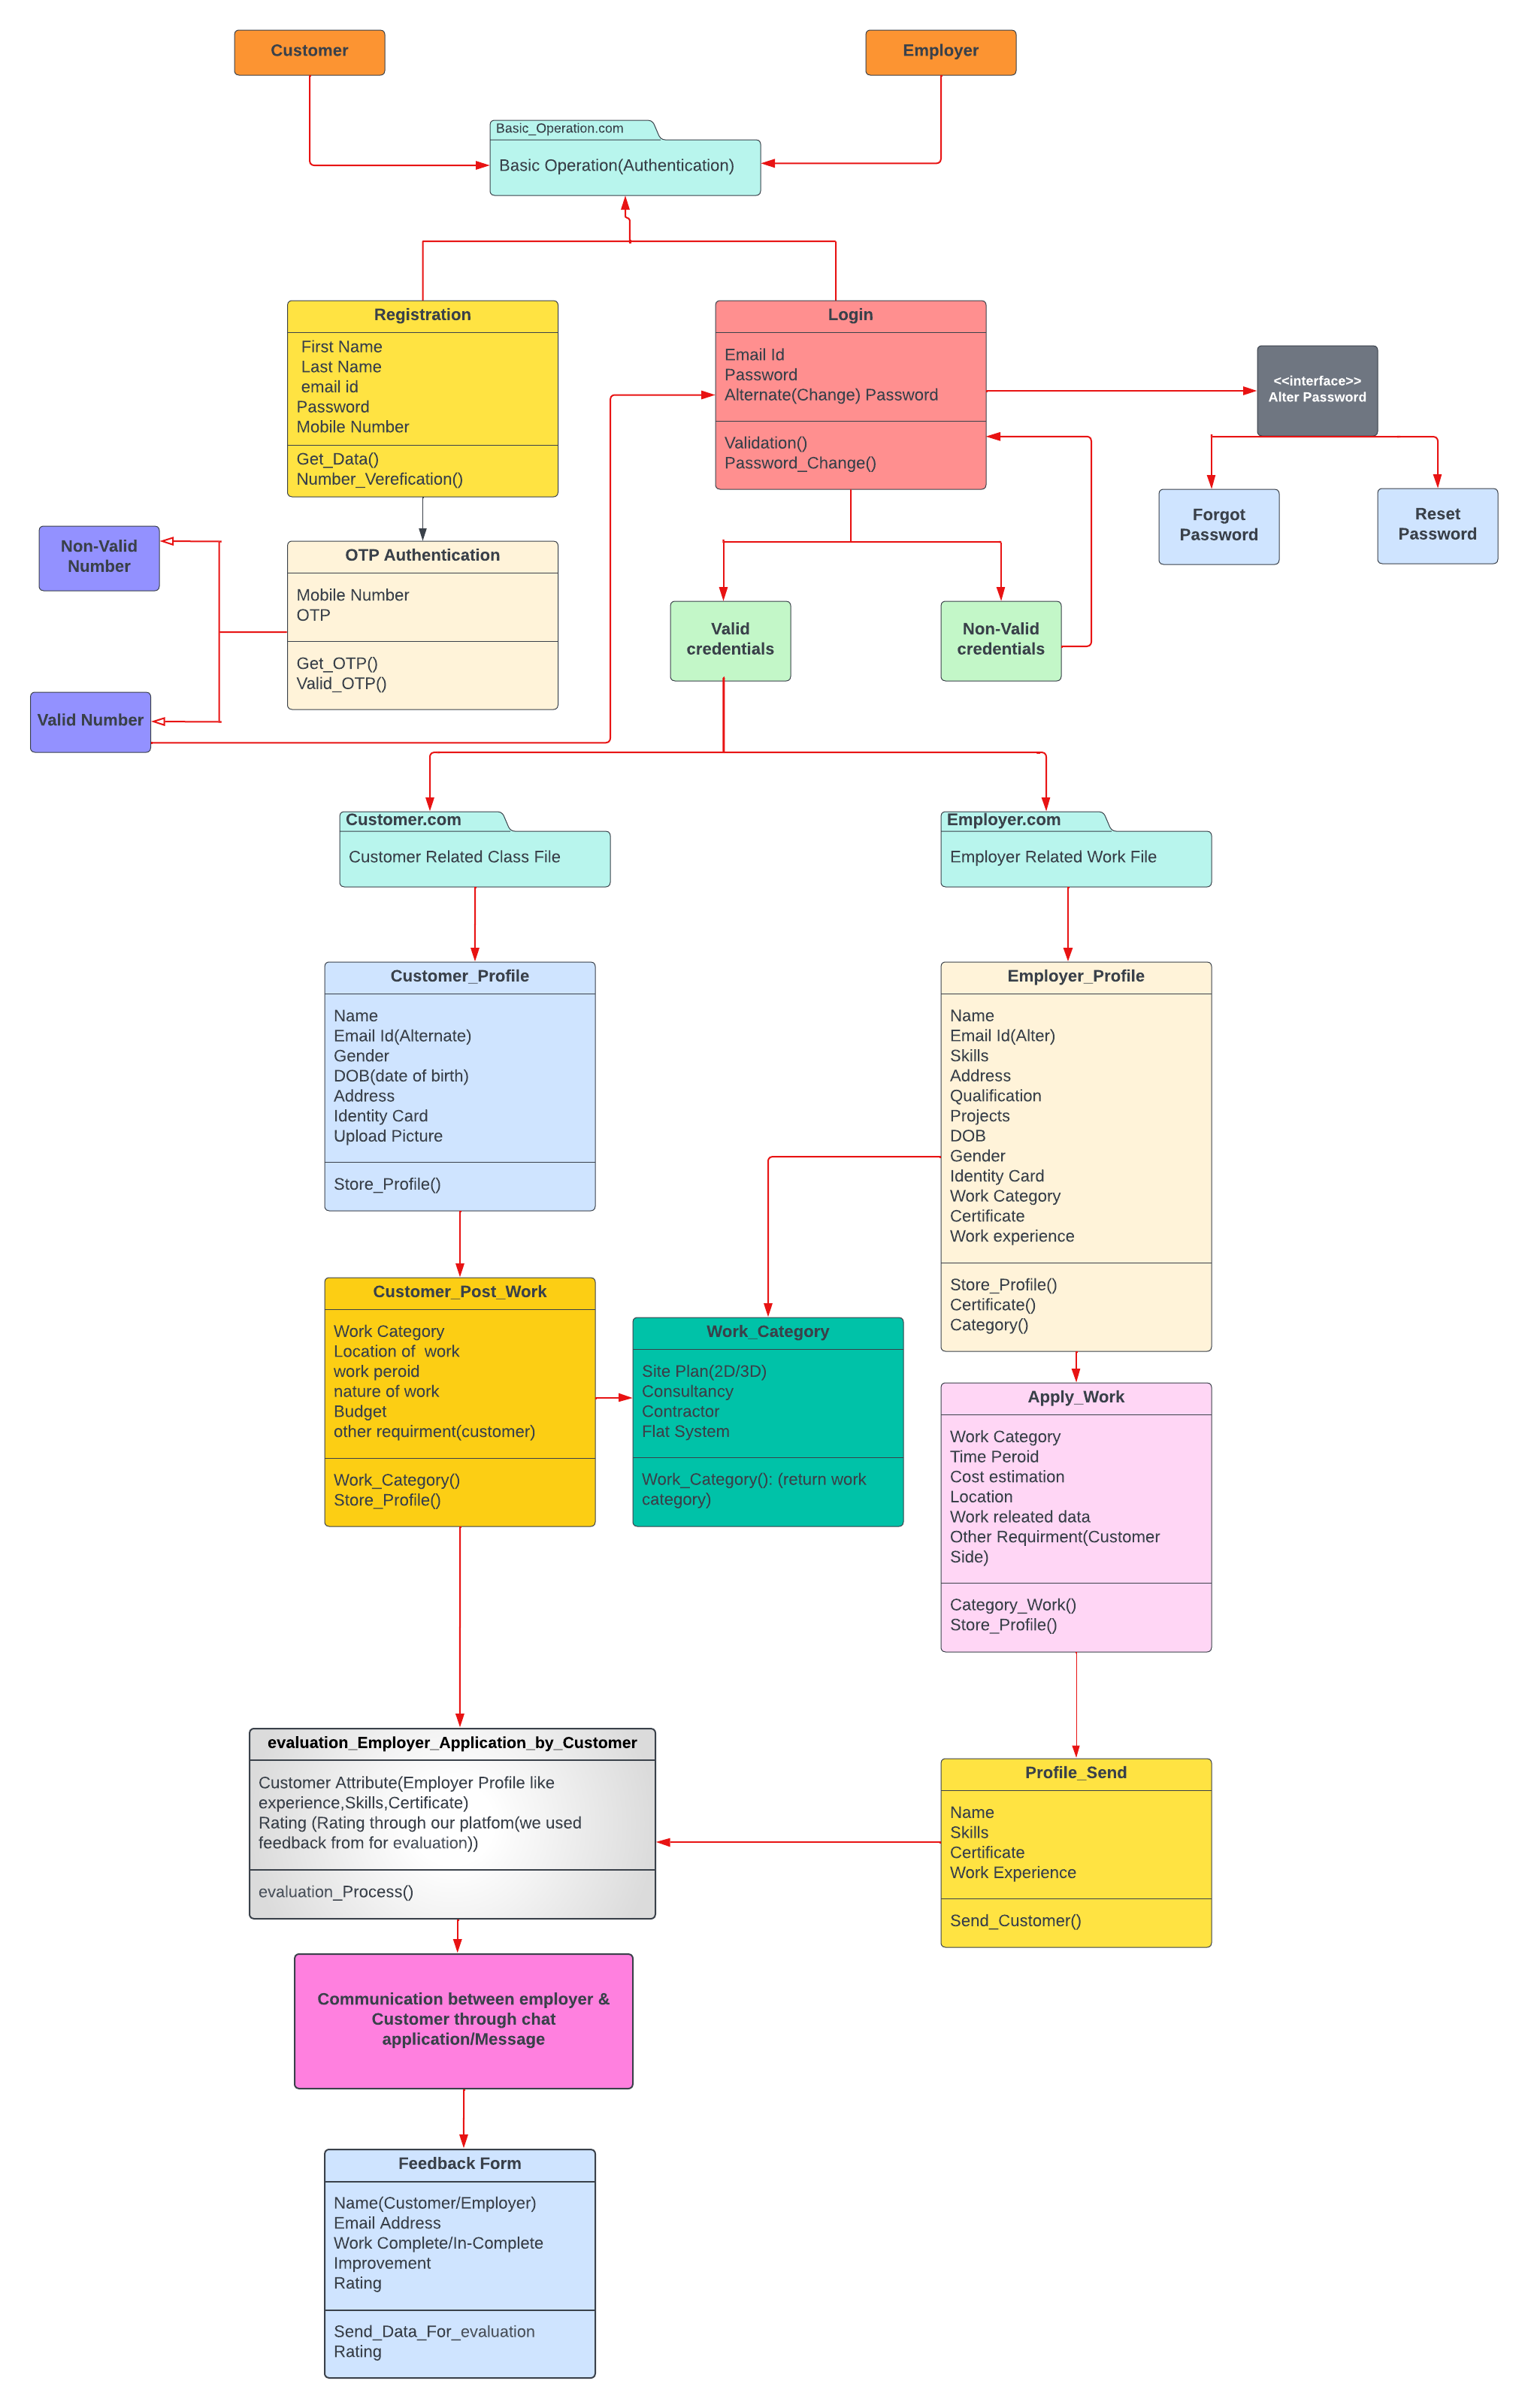 Customer
Employer
Basic_Operation.com
Basic Operation(Authentication)
Registration
First Name
Last Name
email id
Password
Mobile Number
Get_Data()
Number_Verefication()
Login
Email Id
Password
Alternate(Change) Password
Validation()
Password_Change()
<<interface>>
Alter Password
Forgot
Password
Reset
Password
Non-Valid
Number
OTP Authentication
Mobile Number
OTP
Get_OTP()
Valid_OTP()
Valid
credentials
Non-Valid
credentials
Valid Number
Customer.com
Customer Related Class File
Employer.com
Employer Related Work File
Customer_Profile
Name
Email Id(Alternate)
Gender
DOB(date of birth)
Address
Identity Card
Upload Picture
Store_Profile()
Employer_Profile
Name
Email Id(Alter)
Skills
Address
Qualification
Projects
DOB
Gender
Identity Card
Work Category
Certificate
Work experience
Store_Profile()
Certificate()
Category()
Customer_Post_Work
Work Category
Location of  work
work peroid
nature of work
Budget
other requirment(customer)
Work_Category()
Store_Profile()
Work_Category
Site Plan(2D/3D)
Consultancy
Contractor
Flat System
Work_Category(): (return work
category)
Apply_Work
Work Category
Time Peroid
Cost estimation
Location
Work releated data
Other Requirment(Customer
Side)
Category_Work()
Store_Profile()
evaluation_Employer_Application_by_Customer
Customer Attribute(Employer Profile like
experience,Skills,Certificate)
Rating (Rating through our platfom(we used
feedback from for evaluation))
evaluation_Process()
Profile_Send
Name
Skills
Certificate
Work Experience
Send_Customer()
Communication between employer &
Customer through chat
application/Message
Feedback Form
Name(Customer/Employer)
Email Address
Work Complete/In-Complete
Improvement
Rating
Send_Data_For_evaluation
Rating